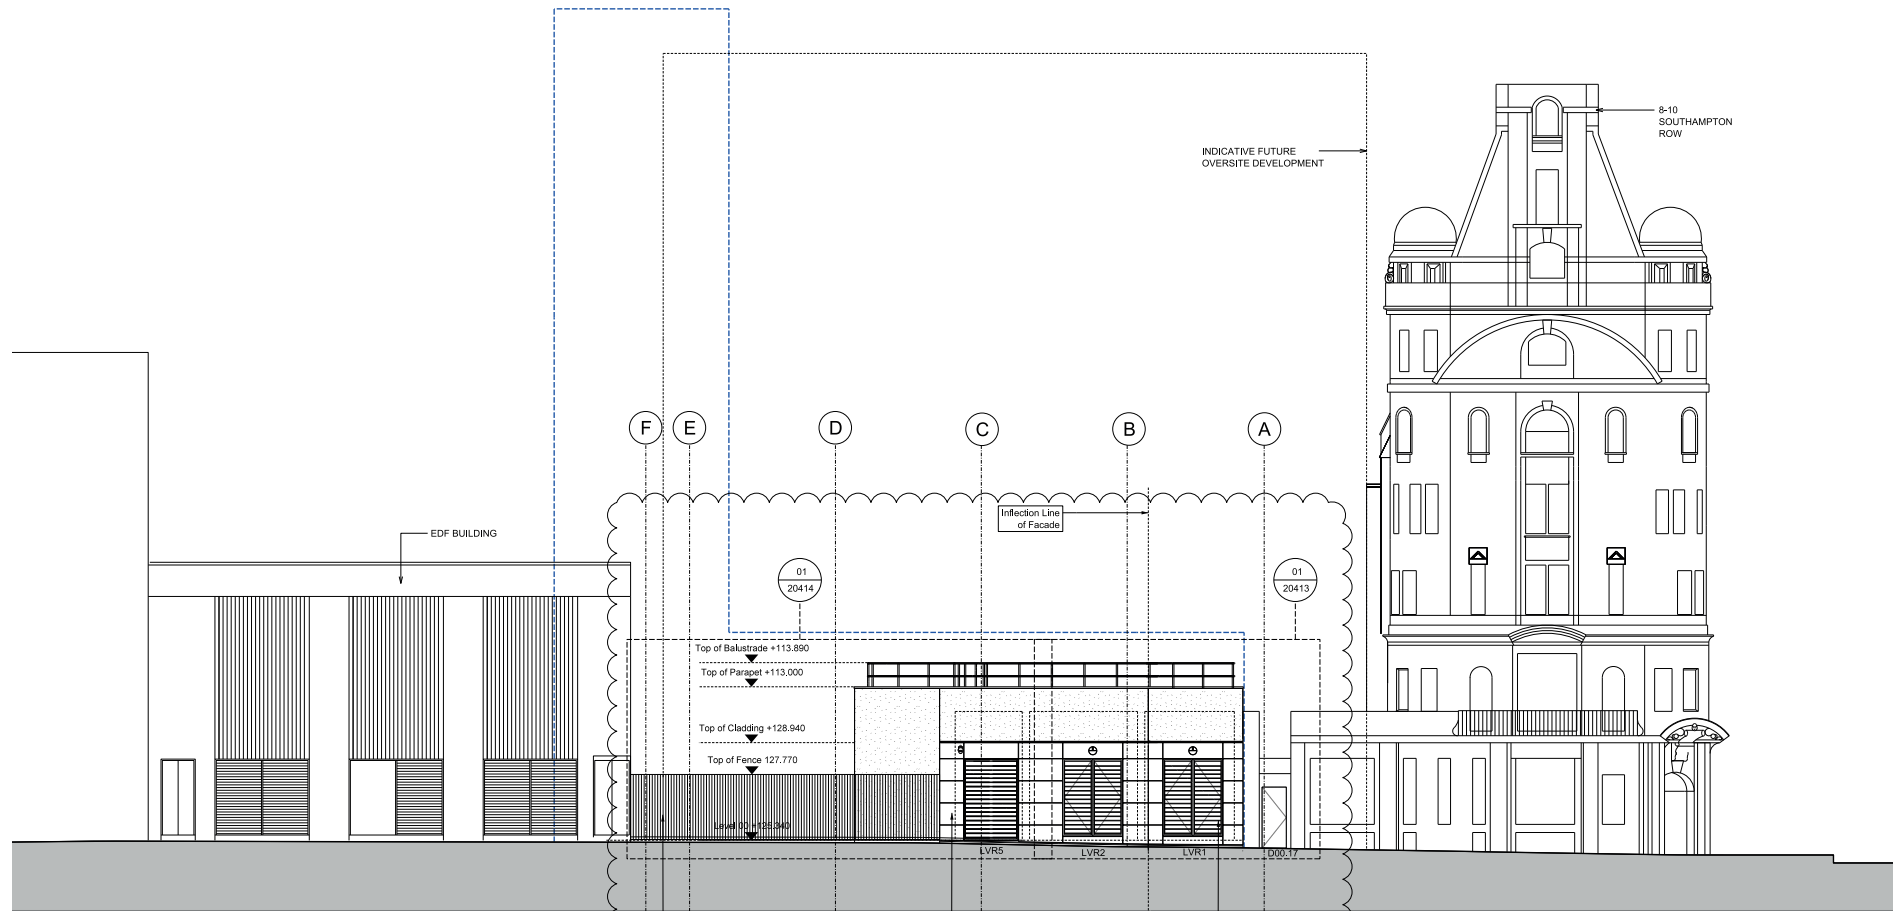 8-10
SOUTHAMPTON
ROW
INDICATIVE FUTURE
OVERSITE DEVELOPMENT
F
E
D
C
B
A
Inflection Line
of Facade
EDF BUILDING
01
20414
01
20413
Top of Balustrade +113.890
Top of Parapet +113.000
Top of Cladding +128.940
Top of Fence 127.770
Level 00 +125.340
LVR5
LVR2
LVR1
D00.17